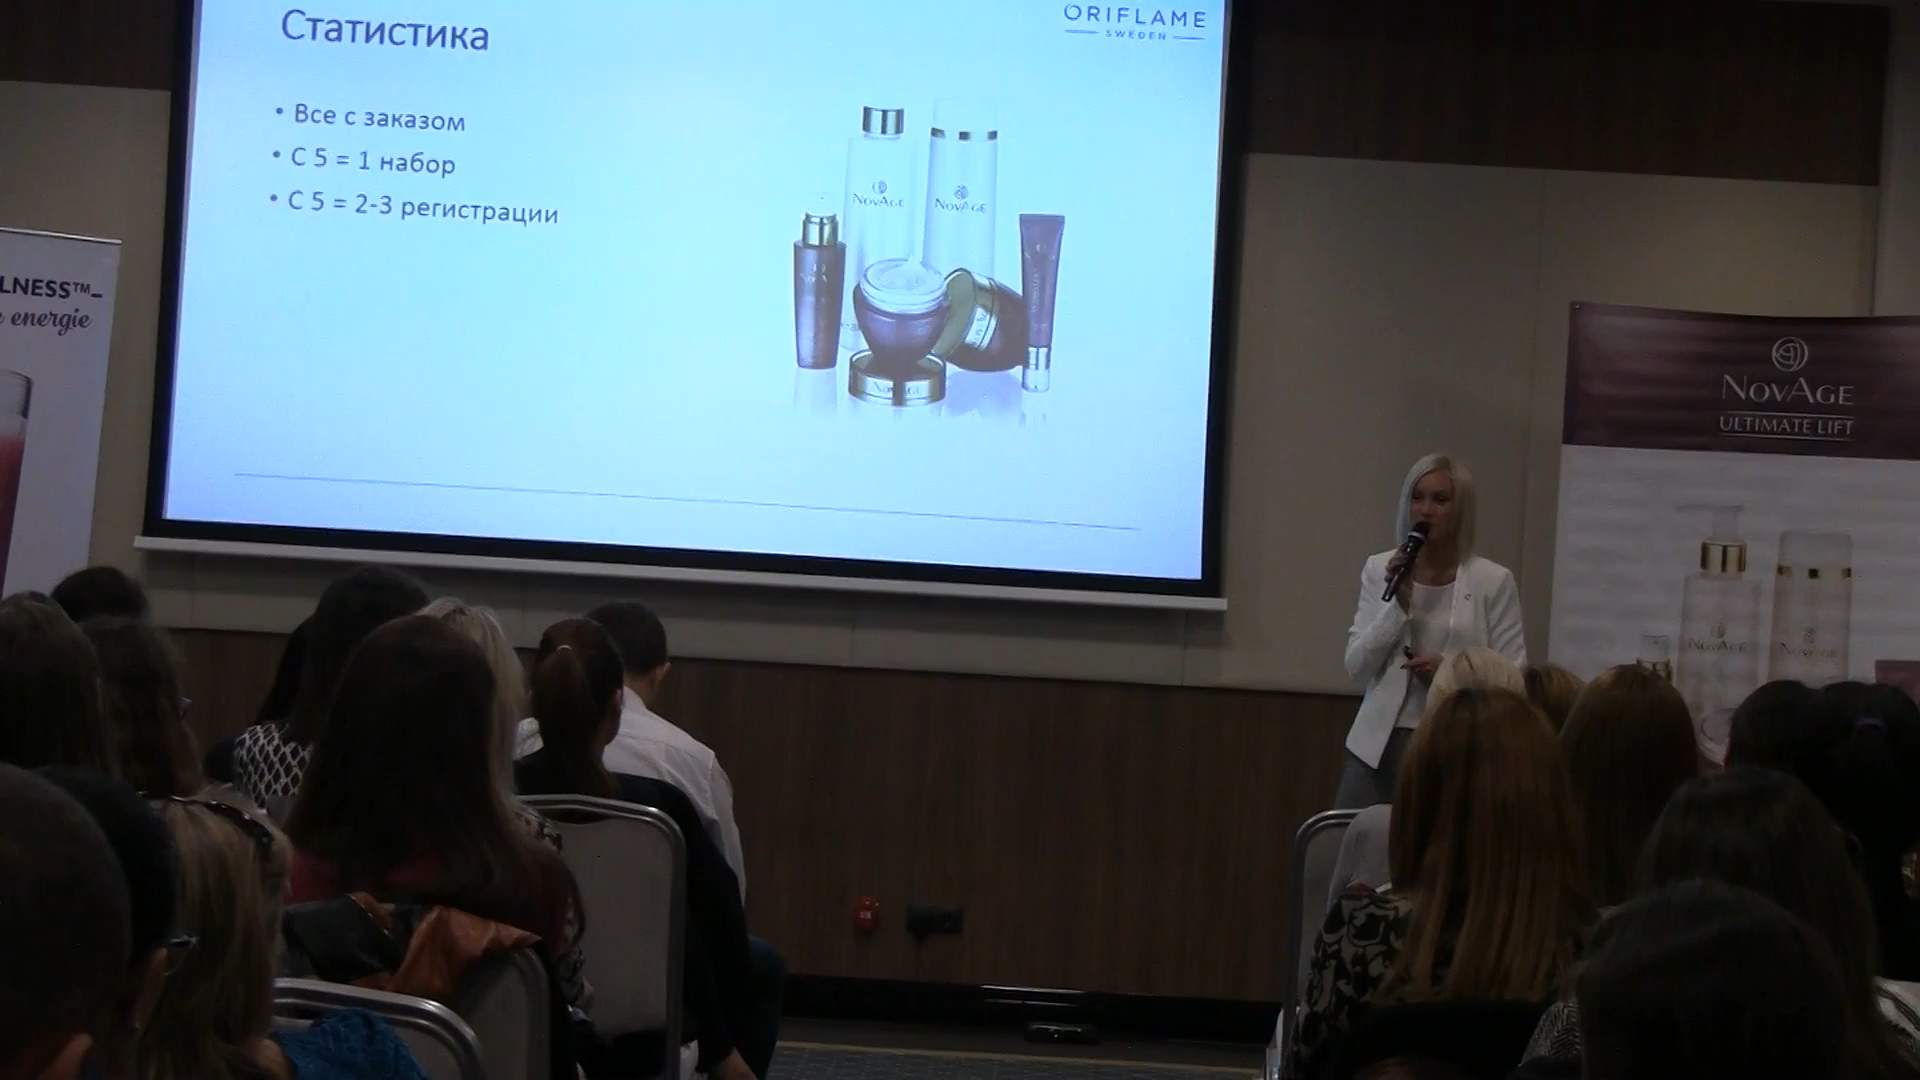 Статистика
ORIFLAME
SWEDEN
• Все с заказом
• С 5 = 1 набор
• С 5 = 2-3 регистрации
NOVAGE
NOVAGE
NOVAGE
LNESS™–
energie
NOVAGE
ULTIMATE LIFT
NOVAGE
NOVAGE